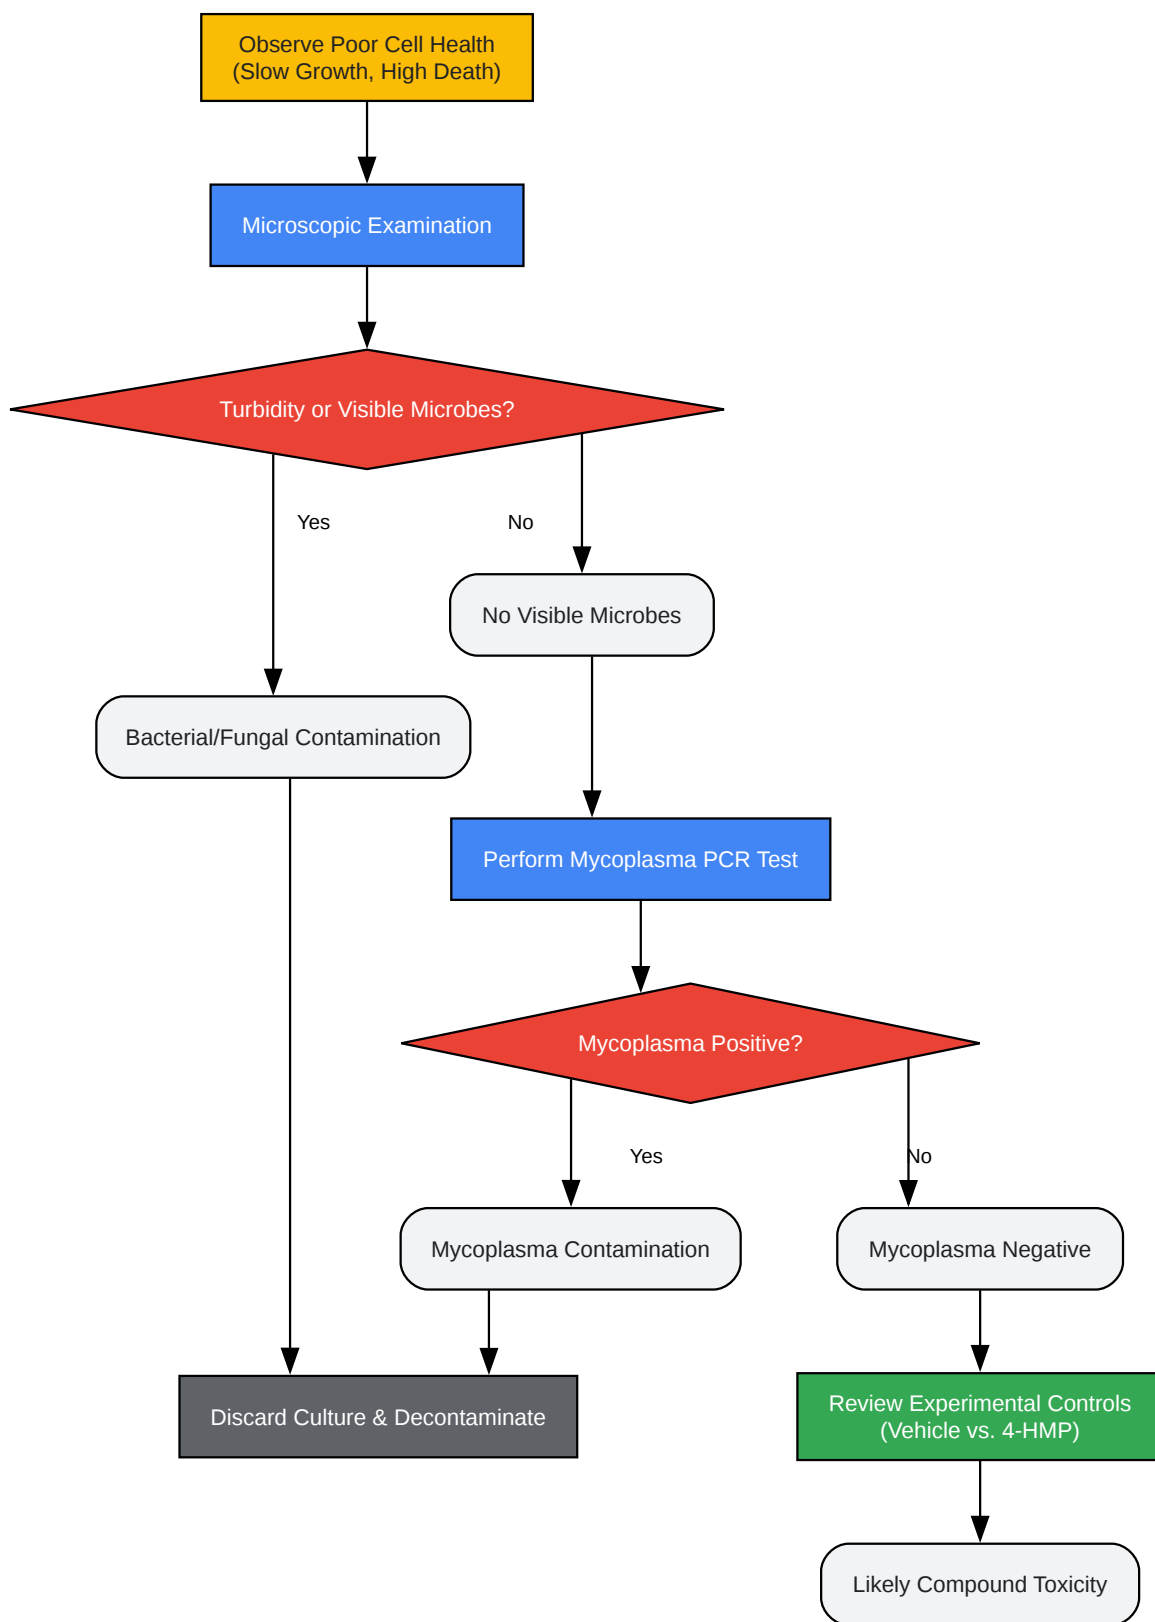 Observe Poor Cell Health
(Slow Growth, High Death)
Microscopic Examination
Turbidity or Visible Microbes?
Yes
No
No Visible Microbes
Bacterial/Fungal Contamination
Perform Mycoplasma PCR Test
Mycoplasma Positive?
Yes
No
Mycoplasma Contamination
Mycoplasma Negative
Discard Culture & Decontaminate
Review Experimental Controls
(Vehicle vs. 4-HMP)
Likely Compound Toxicity